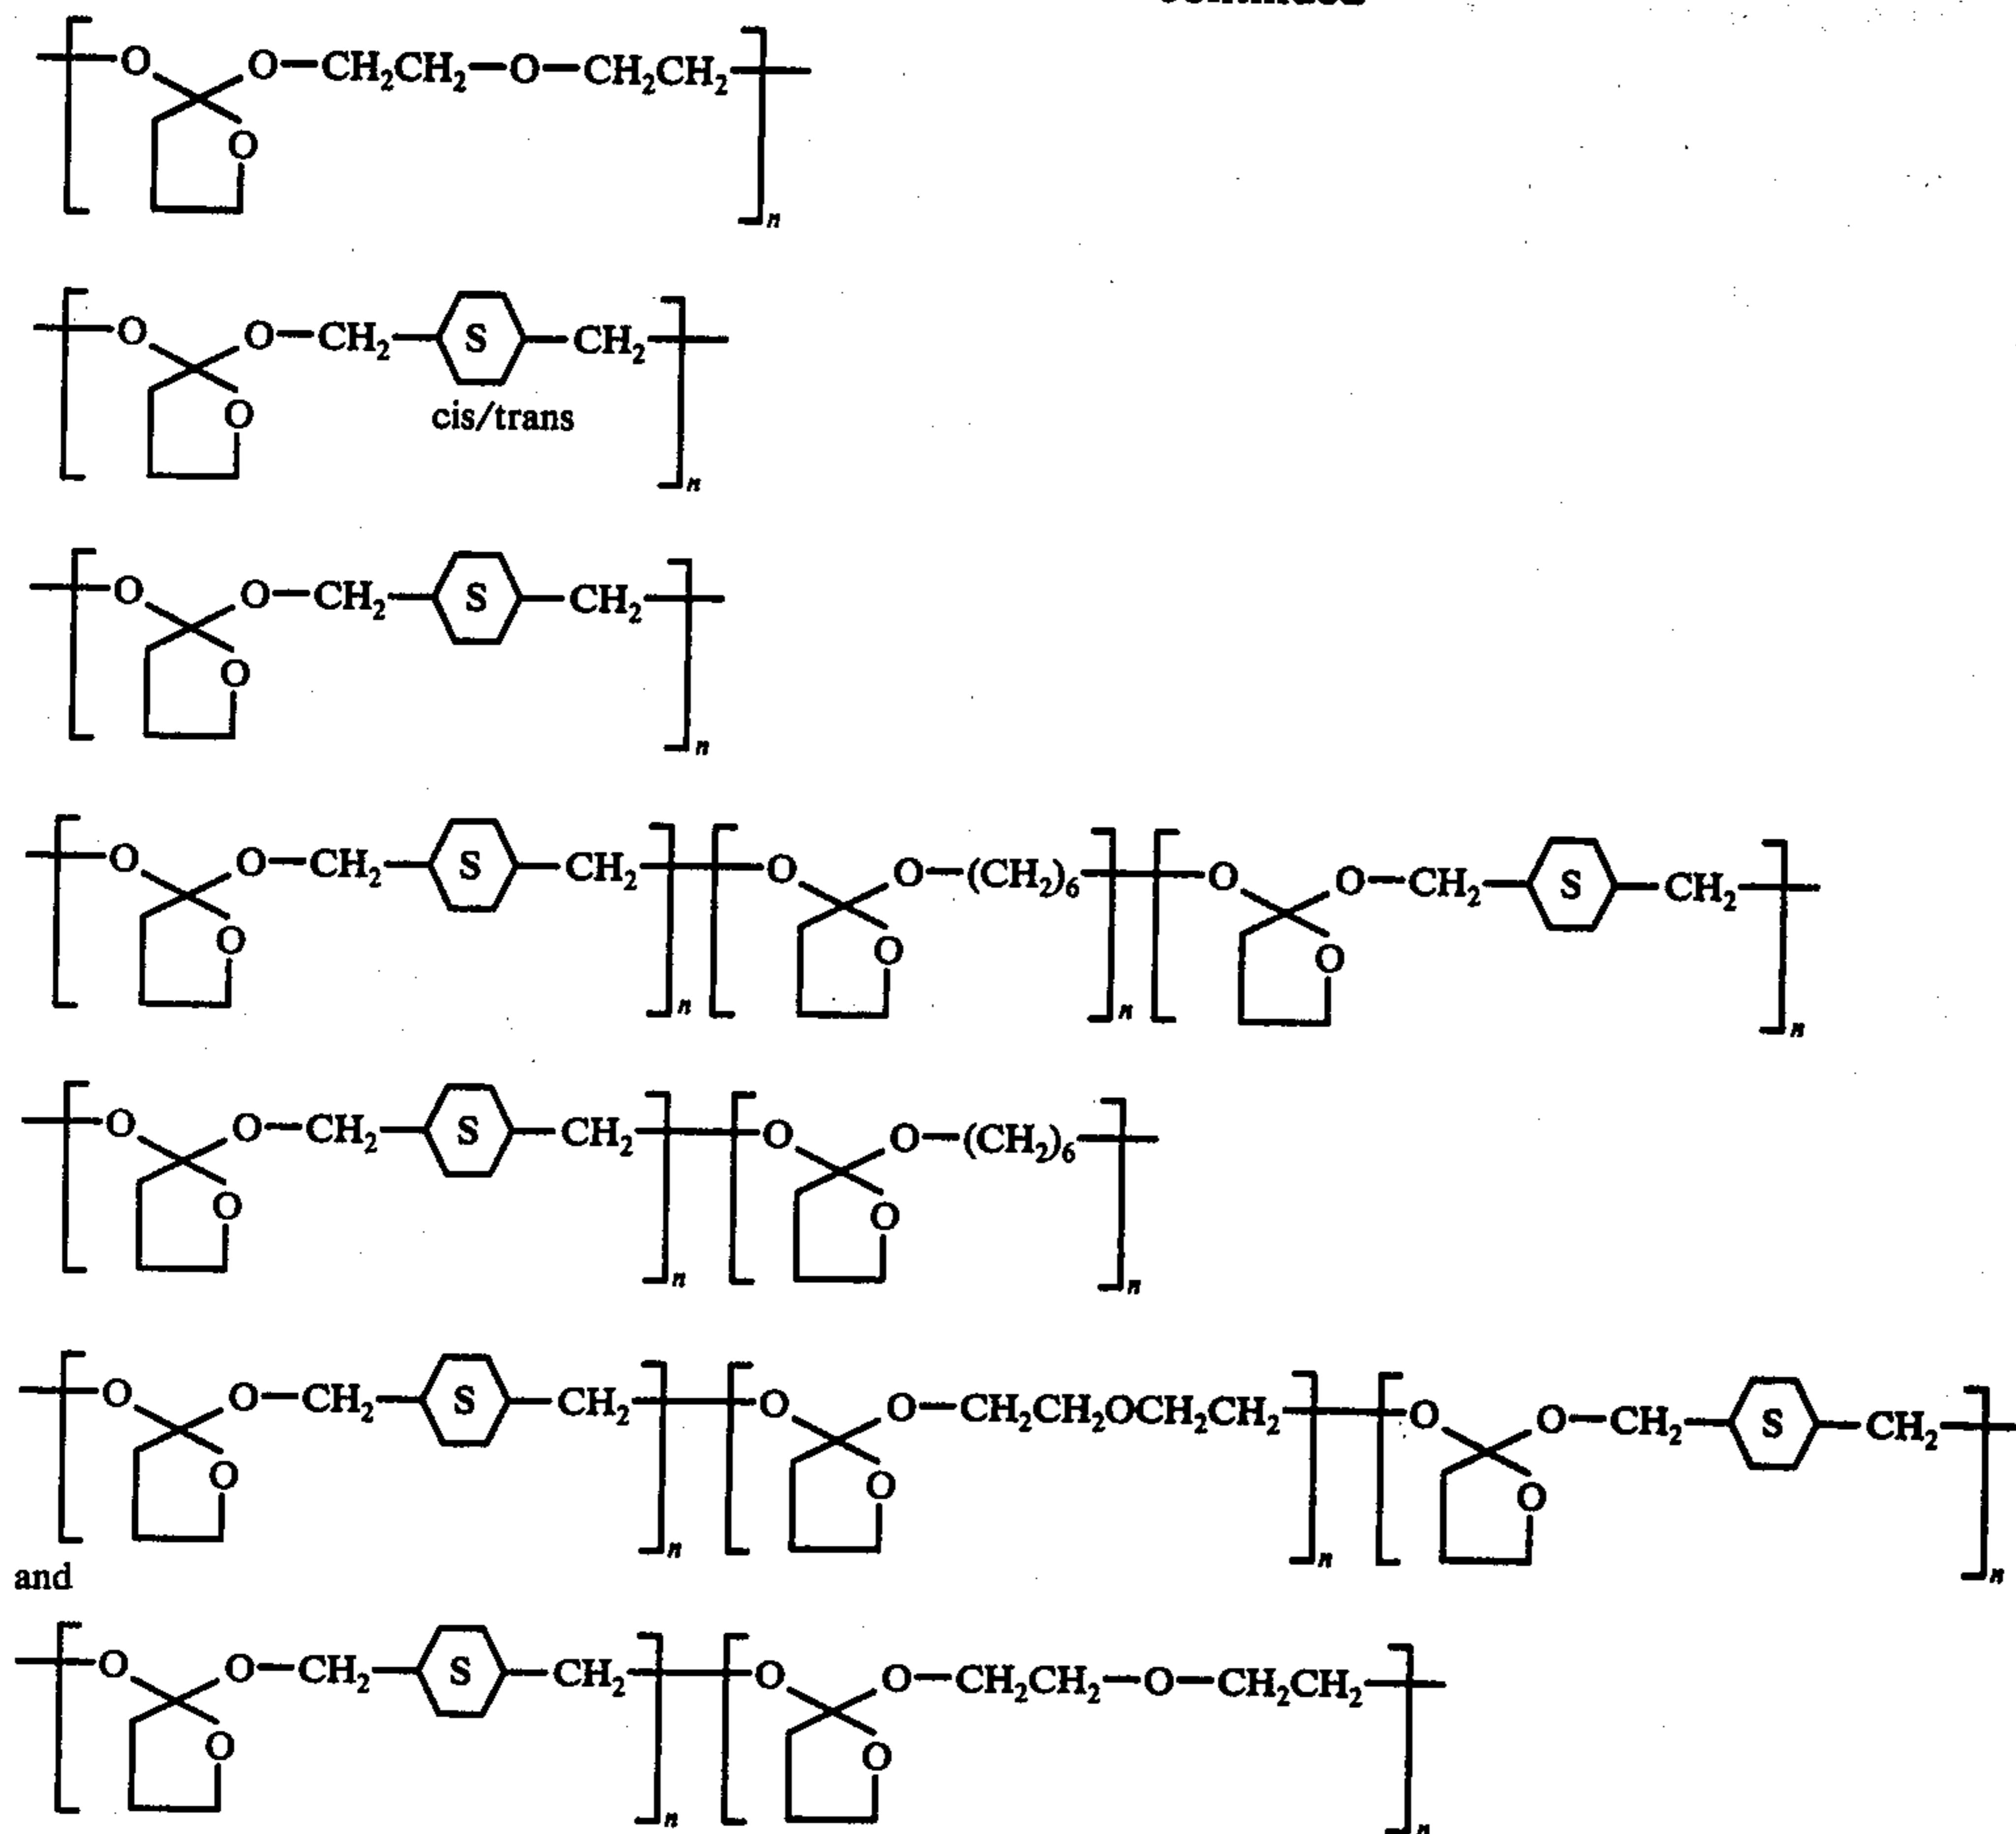 O O—CH₂CH₂—O—CH₂CH₂
O
n
O O—CH₂ S CH₂
O
cis/trans
n
O O—CH₂ S CH₂
O
n
O O—CH₂ S CH₂ O O—(CH₂)₆ O O—CH₂ S CH₂
O O O
n n n
O O—CH₂ S CH₂ O O—(CH₂)₆
O O
n n
O O—CH₂ S CH₂ O O—CH₂CH₂OCH₂CH₂ O O—CH₂ S CH₂
O O O
n n n
and
O O—CH₂ S CH₂ O O—CH₂CH₂—O—CH₂CH₂
O O
n n